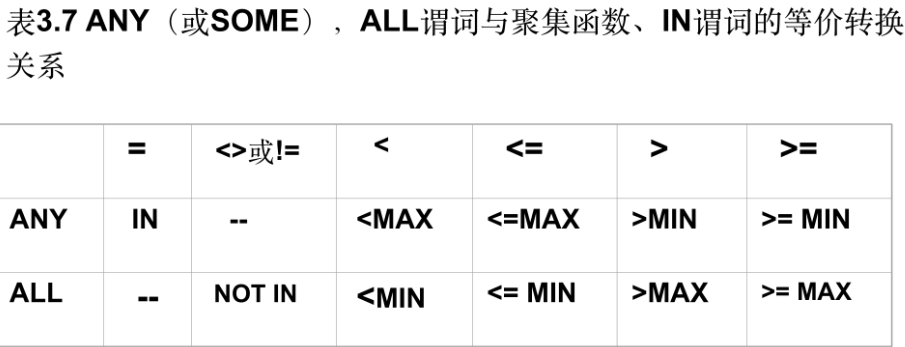 表3.7 ANY（或SOME），ALL谓词与聚集函数、IN谓词的等价转换
关系
= <>或!= < <= > >=
ANY IN -- <MAX <=MAX >MIN >= MIN
ALL -- NOT IN <MIN <= MIN >MAX >= MAX